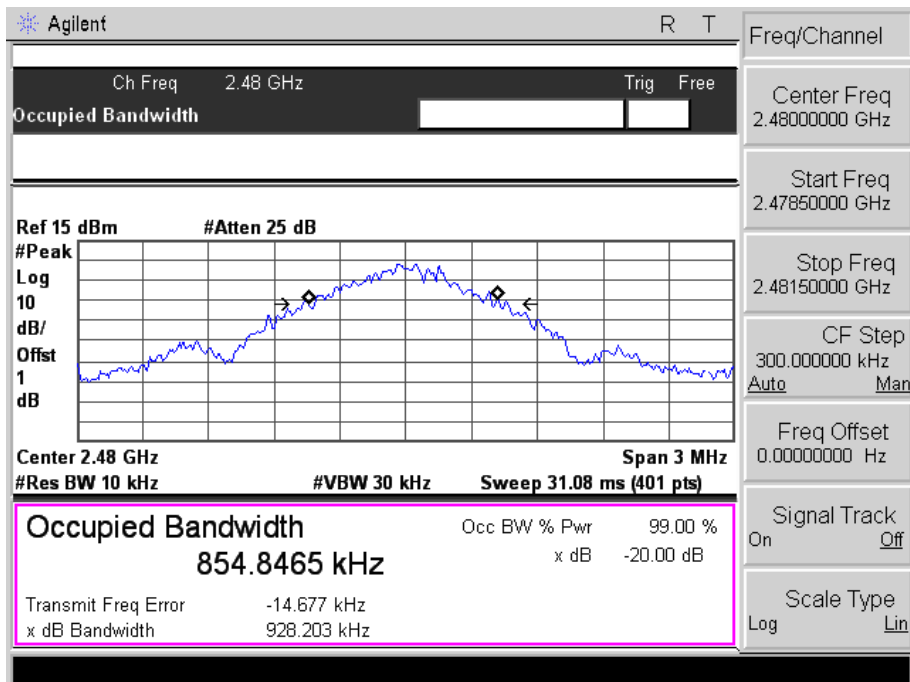 Agilent
R T
Freq/Channel
Ch Freq 2.48 GHz
Trig Free
Occupied Bandwidth
Center Freq
2.48000000 GHz
Start Freq
2.47850000 GHz
Stop Freq
2.48150000 GHz
CF Step
300.000000 kHz
Auto Man
Freq Offset
0.00000000 Hz
Signal Track
On Off
Scale Type
Log Lin
Ref 15 dBm #Atten 25 dB
#Peak
Log
10
dB/
Offst
1
dB
Center 2.48 GHz Span 3 MHz
#Res BW 10 kHz #VBW 30 kHz Sweep 31.08 ms (401 pts)
Occupied Bandwidth
854.8465 kHz
Occ BW % Pwr 99.00 %
x dB -20.00 dB
Transmit Freq Error -14.677 kHz
x dB Bandwidth 928.203 kHz